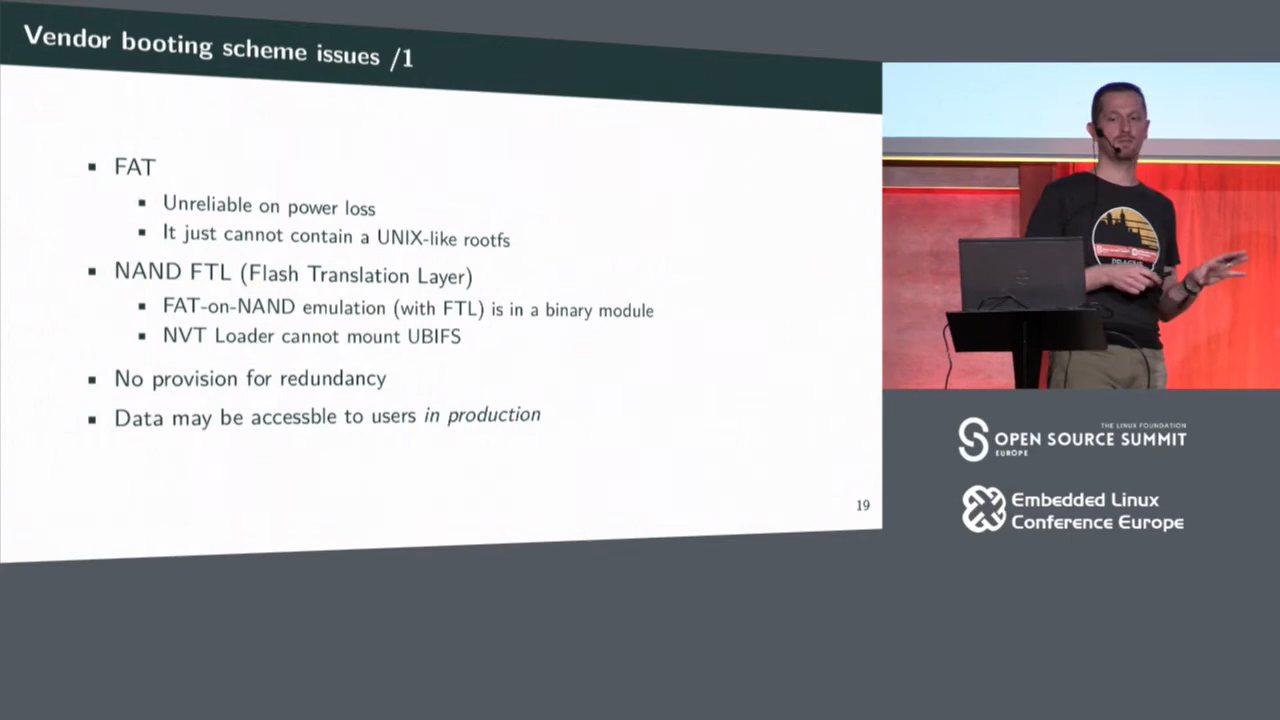 Vendor booting scheme issues /1
▪ FAT
▪ Unreliable on power loss
▪ It just cannot contain a UNIX-like rootfs
▪ NAND FTL (Flash Translation Layer)
▪ FAT-on-NAND emulation (with FTL) is in a binary module
▪ NVT Loader cannot mount UBIFS
▪ No provision for redundancy
▪ Data may be accessble to users in production
19
THE LINUX FOUNDATION
OPEN SOURCE SUMMIT
EUROPE
Embedded Linux
Conference Europe